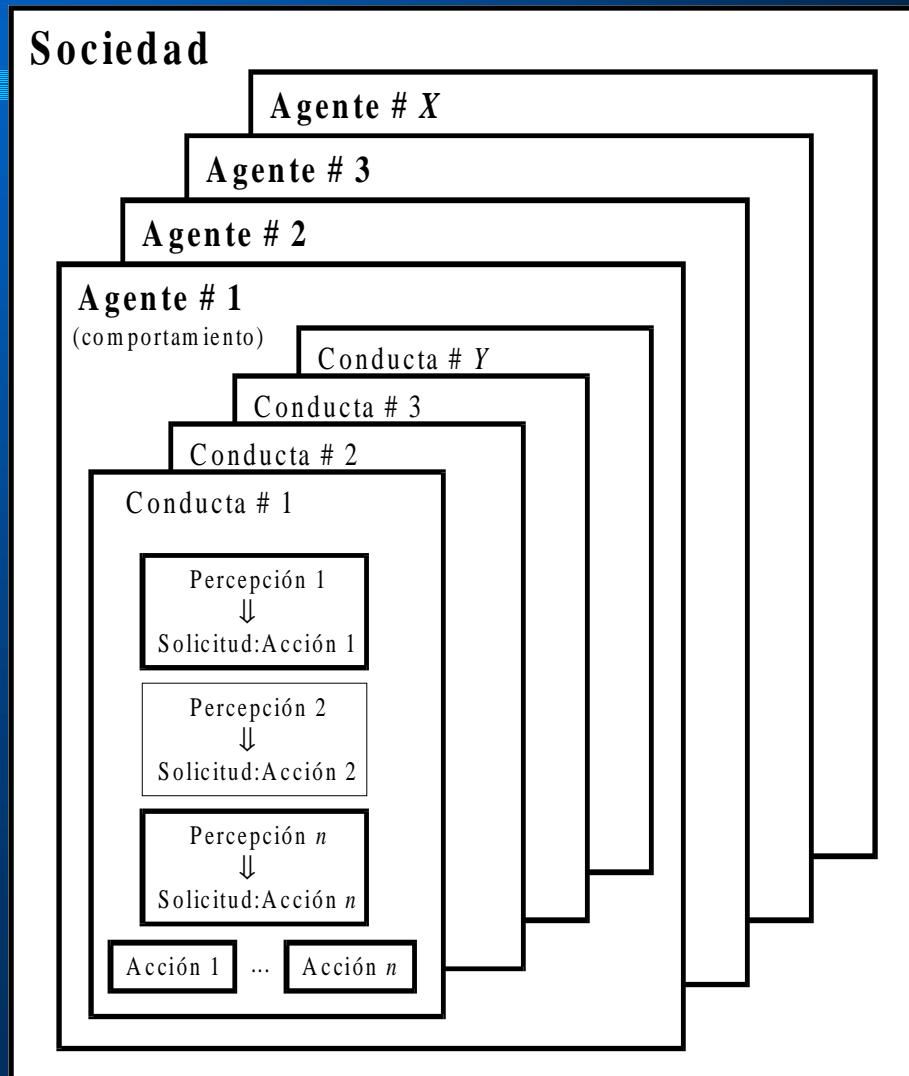 Sociedad
Agente # X
Agente # 3
Agente # 2
Agente # 1
(comportamiento)
Conducta # Y
Conducta # 3
Conducta # 2
Conducta # 1
Percepción 1
⇓
Solicitud:Acción 1
Percepción 2
⇓
Solicitud:Acción 2
Percepción n
⇓
Solicitud:Acción n
Acción 1 ... Acción n